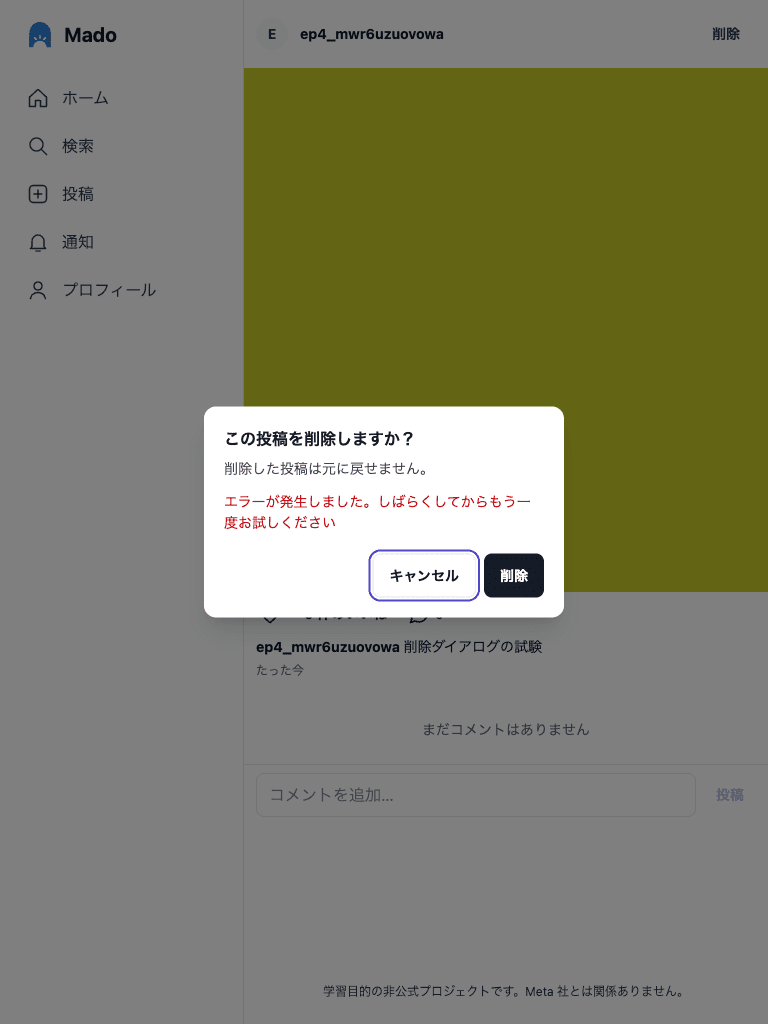 Mado
ホーム
検索
投稿
通知
プロフィール
E
ep4_mwr6uzuovowa
削除
この投稿を削除しますか？
削除した投稿は元に戻せません。
エラーが発生しました。しばらくしてからもう一
度お試しください
キャンセル
削除
ep4_mwr6uzuovowa 削除ダイアログの試験
たった今
まだコメントはありません
コメントを追加...
投稿
学習目的の非公式プロジェクトです。Meta 社とは関係ありません。